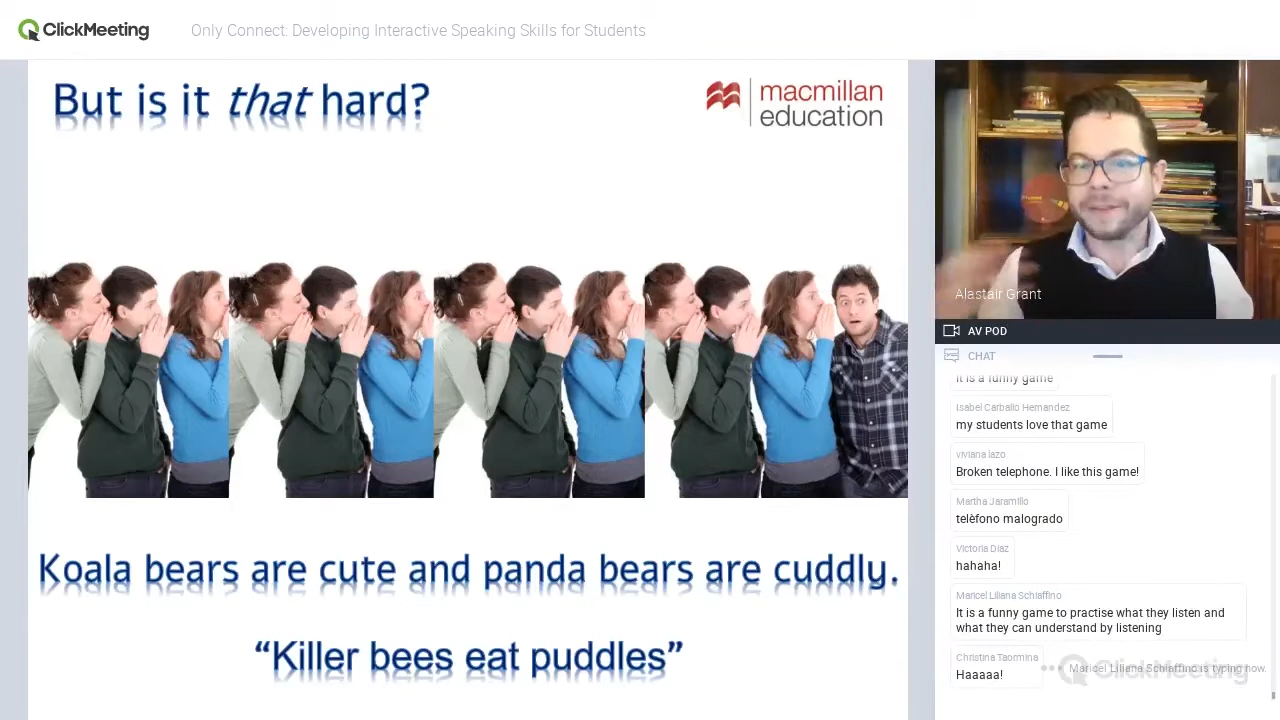 ClickMeeting
Only Connect: Developing Interactive Speaking Skills for Students
But is it that hard?
macmillan
education
Koala bears are cute and panda bears are cuddly.
“Killer bees eat puddles”
Alastair Grant
AV POD
CHAT
It is a funny game
Isabel Carballo Hernandez
my students love that game
viviana lazo
Broken telephone. I like this game!
Martha Jaramillo
telèfono malogrado
Victoria Diaz
hahaha!
Maricel Liliana Schiaffino
It is a funny game to practise what they listen and
what they can understand by listening
Christina Taormina
Haaaaa!
Maricel Liliana Schiaffino is typing now.
ClickMeeting